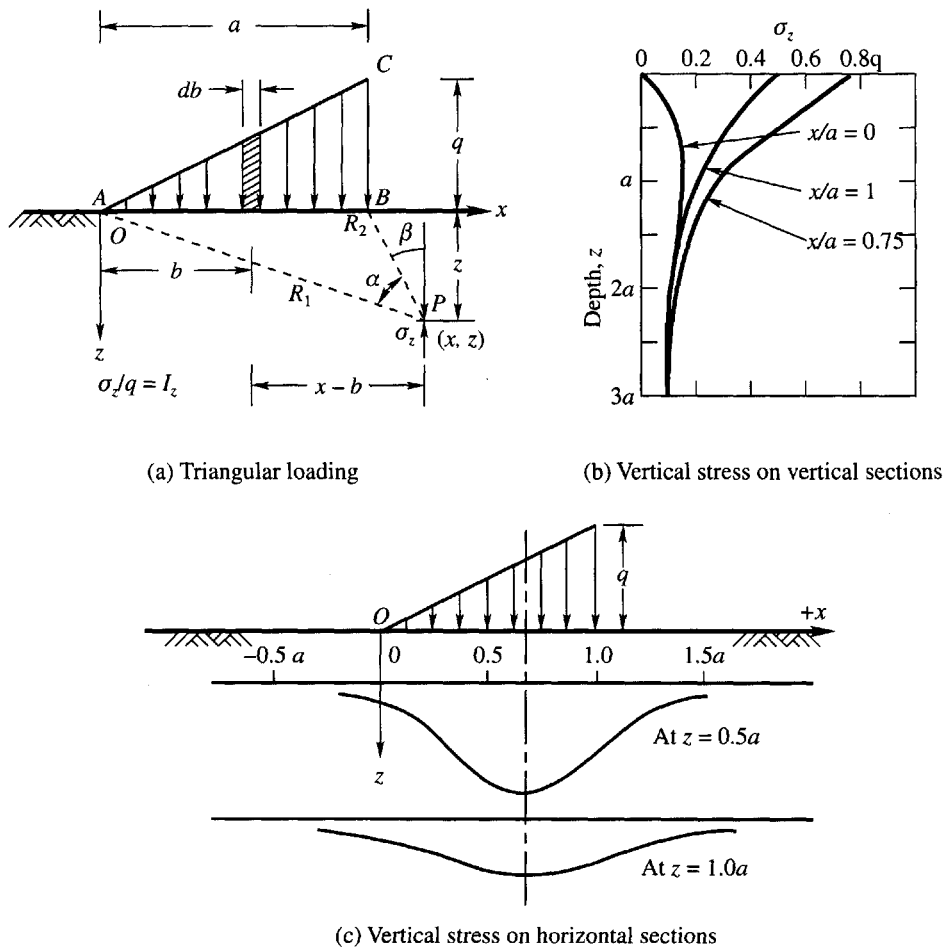 a
C
db
q
A
B
x
O
R₂
β
z
b
α
R₁
P
σz
(x, z)
z
σz/q = Iz
x – b
(a) Triangular loading
σz
0 0.2 0.4 0.6 0.8q
x/a = 0
a
x/a = 1
x/a = 0.75
Depth, z
2a
3a
(b) Vertical stress on vertical sections
q
O
+x
–0.5 a 0 0.5 1.0 1.5a
At z = 0.5a
z
At z = 1.0a
(c) Vertical stress on horizontal sections